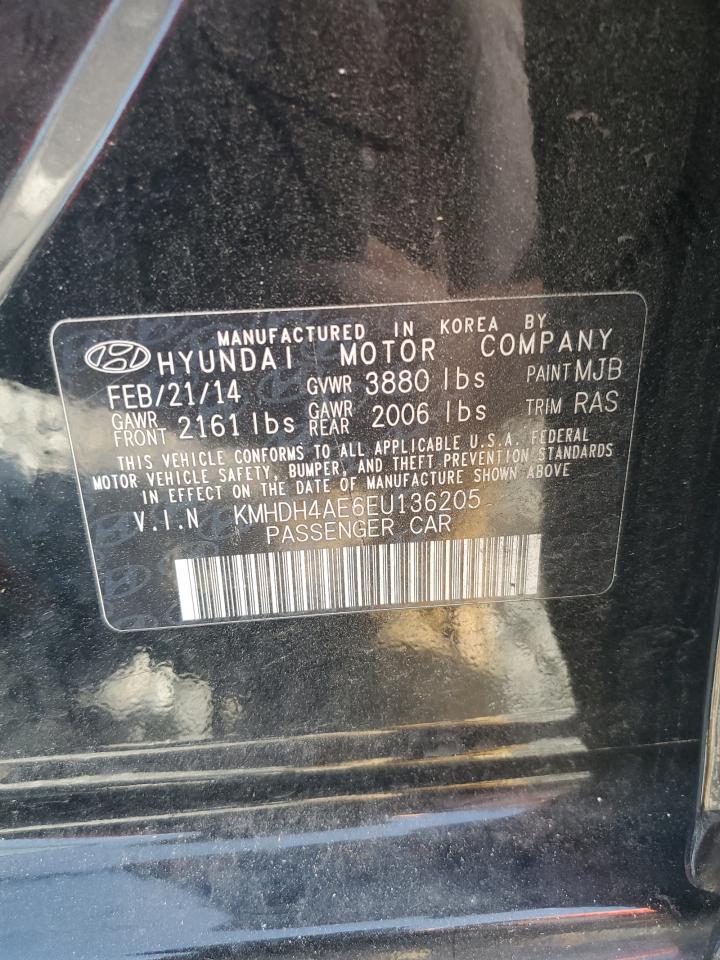 MANUFACTURED IN KOREA BY
HYUNDAI MOTOR COMPANY
FEB/21/14 GVWR 3880 lbs PAINT MJB
GAWR FRONT 2161 lbs GAWR REAR 2006 lbs TRIM RAS
THIS VEHICLE CONFORMS TO ALL APPLICABLE U.S.A. FEDERAL
MOTOR VEHICLE SAFETY, BUMPER, AND THEFT PREVENTION STANDARDS
IN EFFECT ON THE DATE OF MANUFACTURE SHOWN ABOVE
V.I.N KMHDH4AE6EU136205
PASSENGER CAR